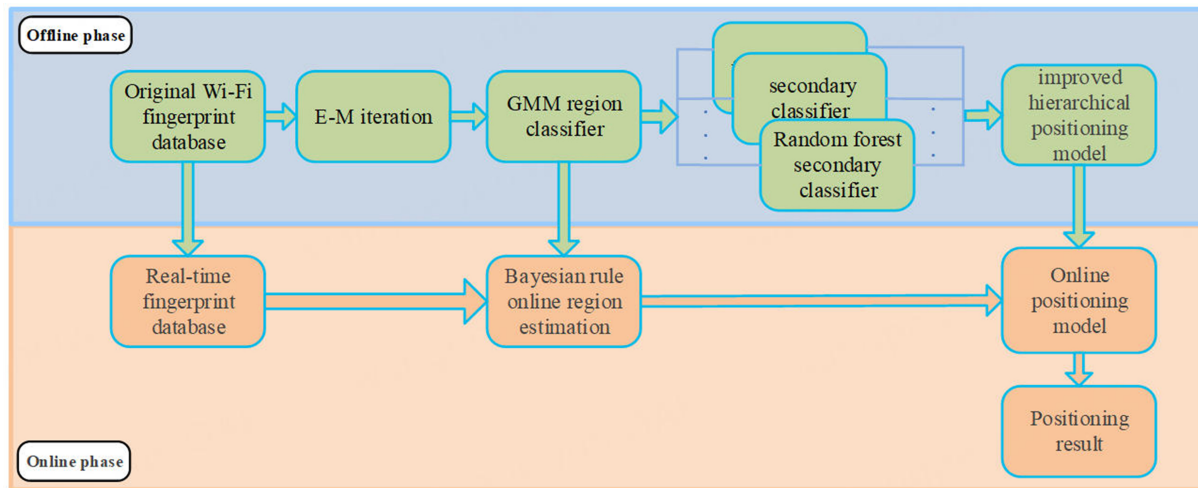 Offline phase
Original Wi-Fi
fingerprint
database
E-M iteration
GMM region
classifier
secondary
classifier
Random forest
secondary
classifier
improved
hierarchical
positioning
model
Real-time
fingerprint
database
Bayesian rule
online region
estimation
Online
positioning
model
Positioning
result
Online phase